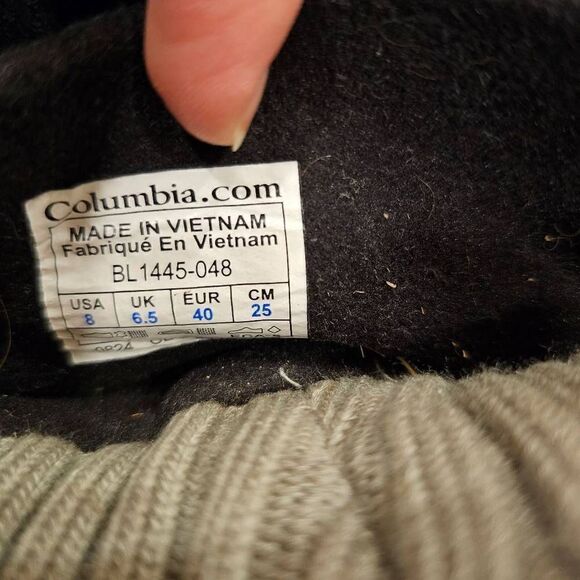 Columbia.com
MADE IN VIETNAM
Fabriqué En Vietnam
BL1445-048
USA UK EUR CM
8 6.5 40 25